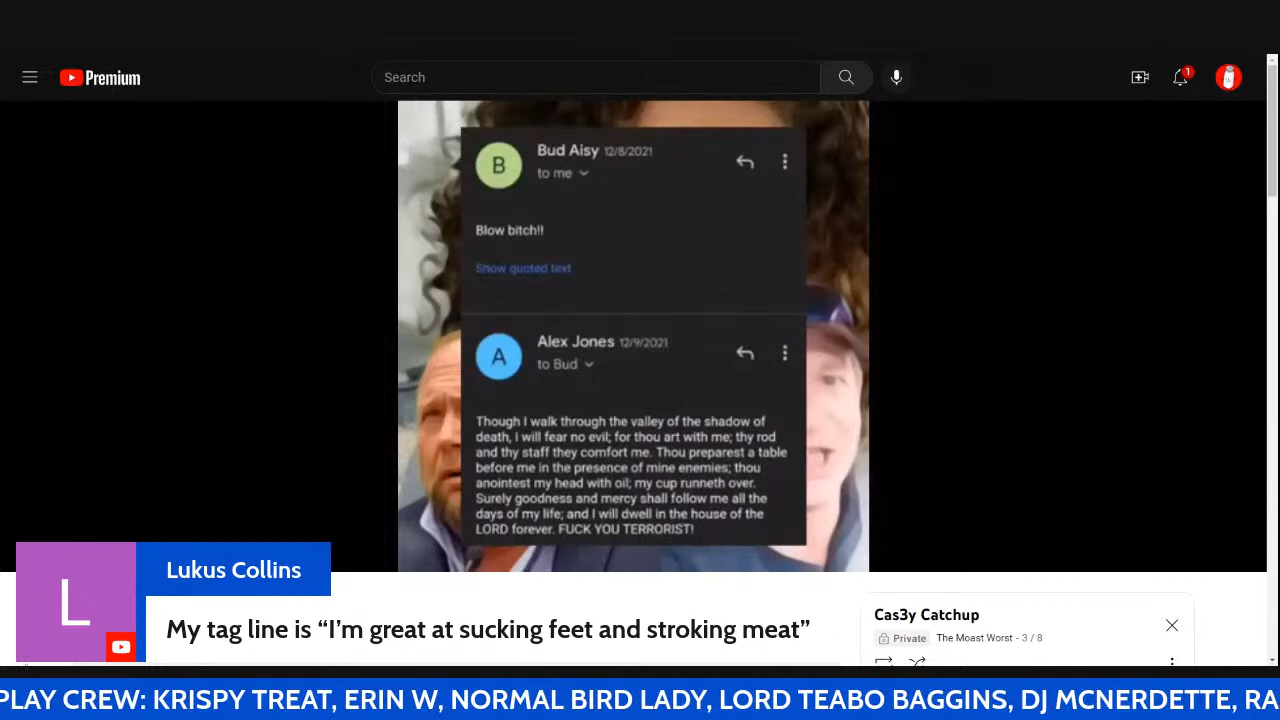 Premium
Search
1
B
Bud Aisy 12/8/2021
to me
Blow bitch!!
Show quoted text
A
Alex Jones 12/9/2021
to Bud
Though I walk through the valley of the shadow of
death, I will fear no evil; for thou art with me; thy rod
and thy staff they comfort me. Thou preparest a table
before me in the presence of mine enemies; thou
anointest my head with oil; my cup runneth over.
Surely goodness and mercy shall follow me all the
days of my life; and I will dwell in the house of the
LORD forever. FUCK YOU TERRORIST!
L
Lukus Collins
My tag line is “I’m great at sucking feet and stroking meat”
Cas3y Catchup
Private The Moast Worst - 3 / 8
PLAY CREW: KRISPY TREAT, ERIN W, NORMAL BIRD LADY, LORD TEABO BAGGINS, DJ MCNERDETTE, RA